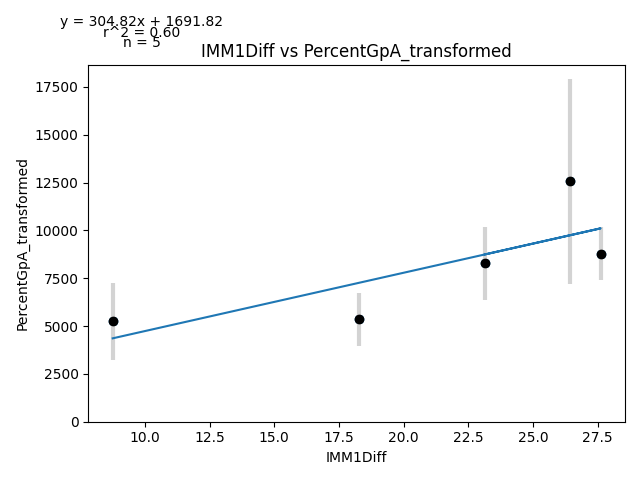 y = 304.82x + 1691.82
r^2 = 0.60
n = 5
IMM1Diff vs PercentGpA_transformed
PercentGpA_transformed
17500
15000
12500
10000
7500
5000
2500
0
10.0 12.5 15.0 17.5 20.0 22.5 25.0 27.5
IMM1Diff